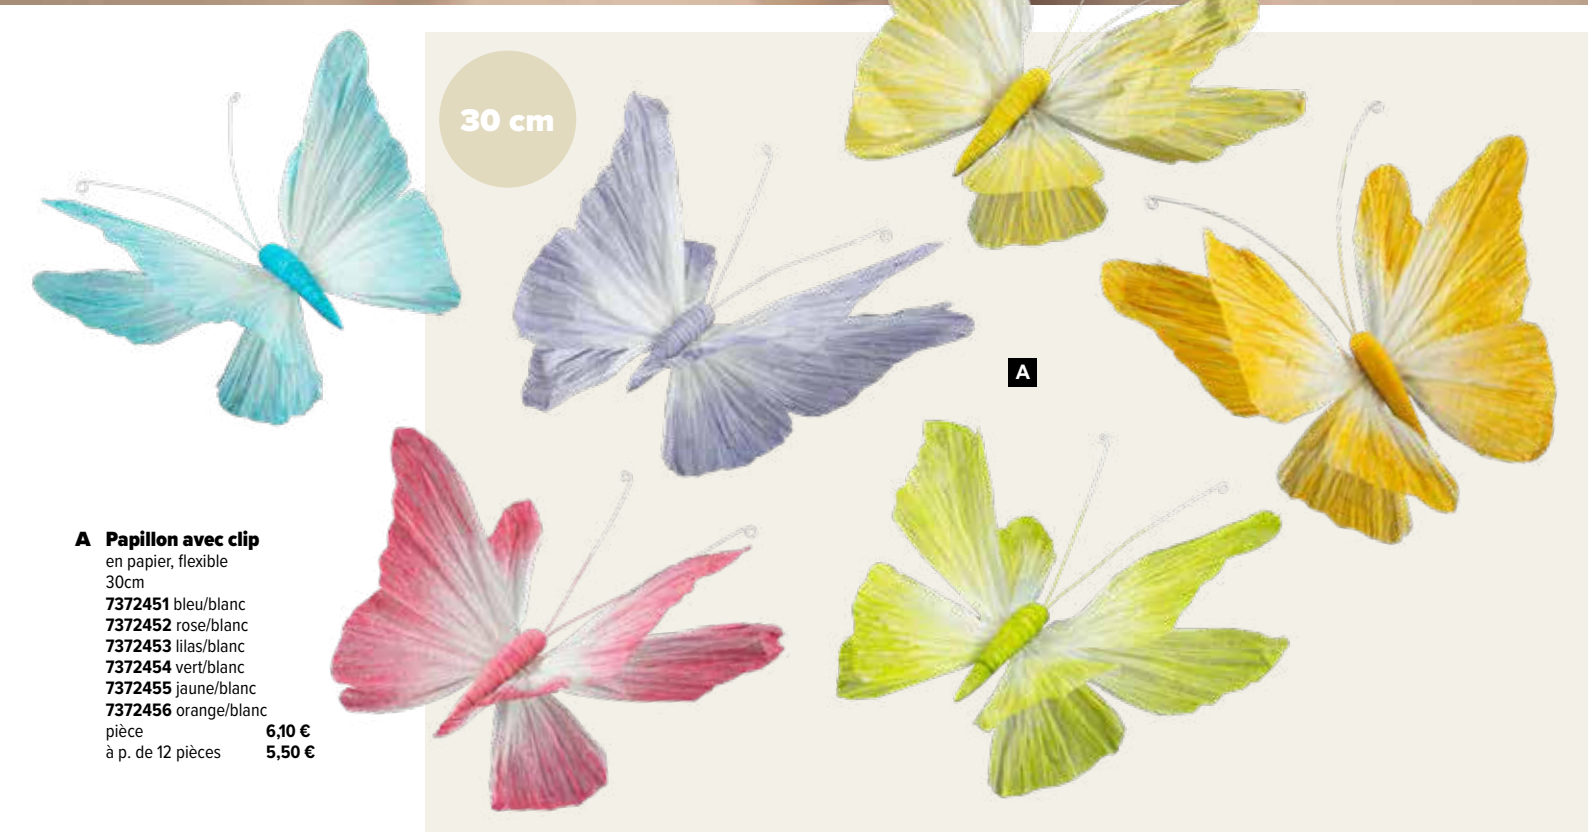 30 cm
A
A Papillon avec clip
en papier, flexible
30cm
7372451 bleu/blanc
7372452 rose/blanc
7372453 lilas/blanc
7372454 vert/blanc
7372455 jaune/blanc
7372456 orange/blanc
pièce 6,10 €
à p. de 12 pièces 5,50 €